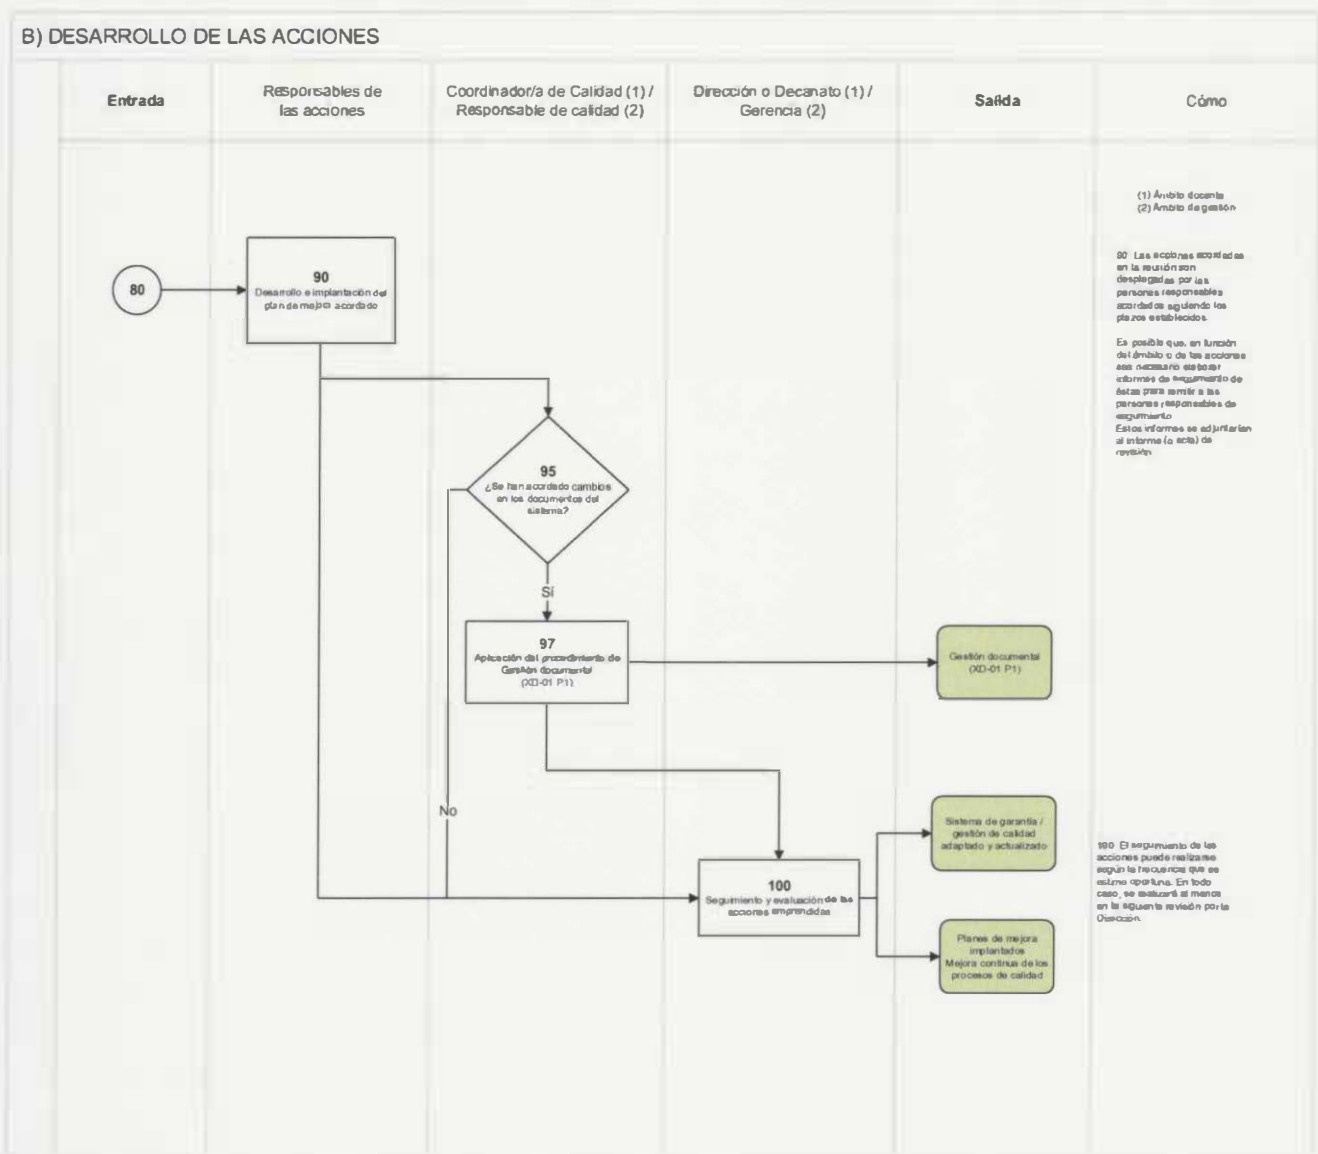 B) DESARROLLO DE LAS ACCIONES
Entrada
Responsables de
las acciones
Coordinador/a de Calidad (1) /
Responsable de calidad (2)
Dirección o Decanato (1) /
Gerencia (2)
Salida
Cómo
(1) Ámbito docente
(2) Ámbito de gestión
80
90
Desarrollo e implantación del
plan de mejora acordado
90 Las acciones acordadas
en la reunión son
desplegadas por las
personas responsables
acordados siguiendo los
plazos establecidos.
Es posible que, en función
del ámbito o de las acciones
sea necesario elaborar
informes de seguimiento de
éstas para remitir a las
personas responsables de
seguimiento
Estos informes se adjuntarían
al informe (o acta) de
revisión
95
¿Se han acordado cambios
en los documentos del
sistema?
Sí
97
Aplicación del procedimiento de
Gestión documental
(XD-01 P1)
Gestión documental
(XD-01 P1)
No
Sistema de garantía /
gestión de calidad
adaptado y actualizado
100
Seguimiento y evaluación de las
acciones emprendidas
100 El seguimiento de las
acciones puede realizarse
según la frecuencia que se
estime oportuna. En todo
caso, se realizará al menos
en la siguiente revisión por la
Dirección.
Planes de mejora
implantados
Mejora continua de los
procesos de calidad